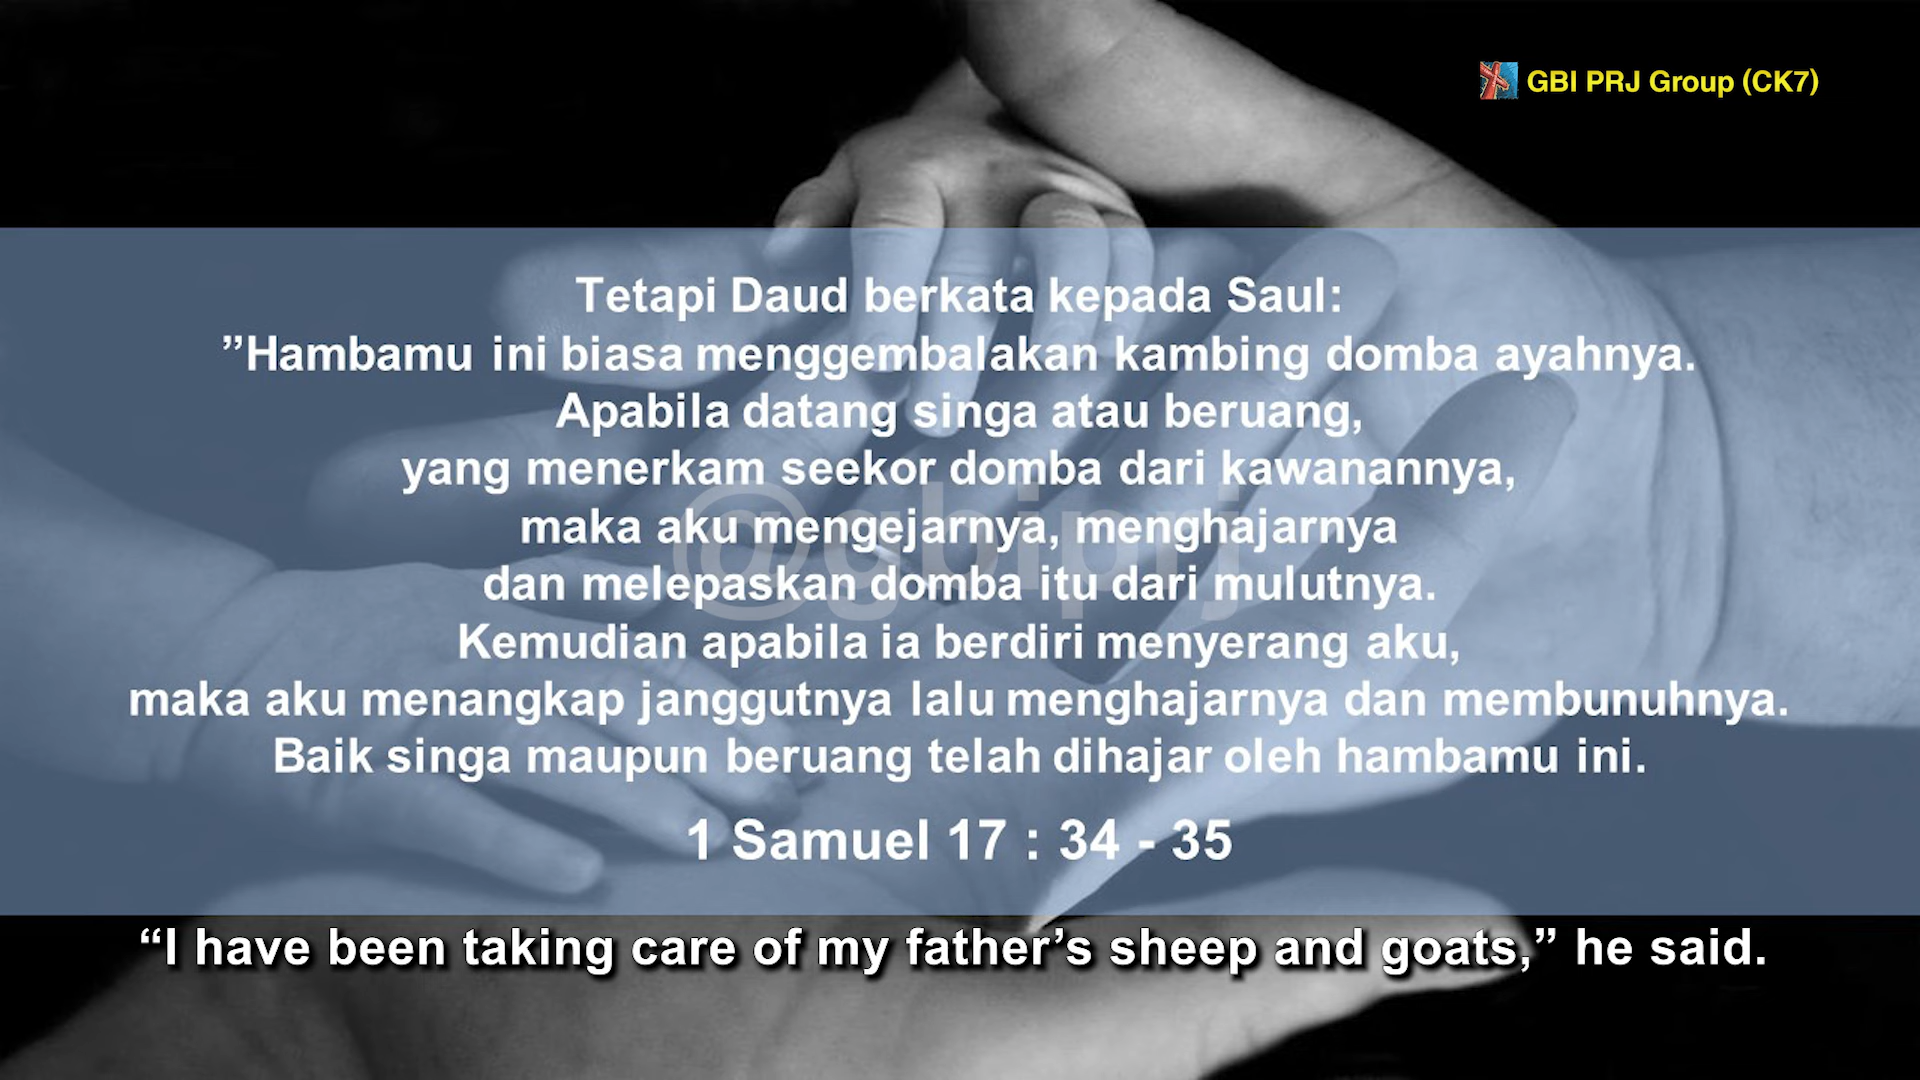 GBI PRJ Group (CK7)
Tetapi Daud berkata kepada Saul:
”Hambamu ini biasa menggembalakan kambing domba ayahnya.
Apabila datang singa atau beruang,
yang menerkam seekor domba dari kawanannya,
@gbiprj
maka aku mengejarnya, menghajarnya
dan melepaskan domba itu dari mulutnya.
Kemudian apabila ia berdiri menyerang aku,
maka aku menangkap janggutnya lalu menghajarnya dan membunuhnya.
Baik singa maupun beruang telah dihajar oleh hambamu ini.
1 Samuel 17 : 34 - 35
“I have been taking care of my father’s sheep and goats,” he said.